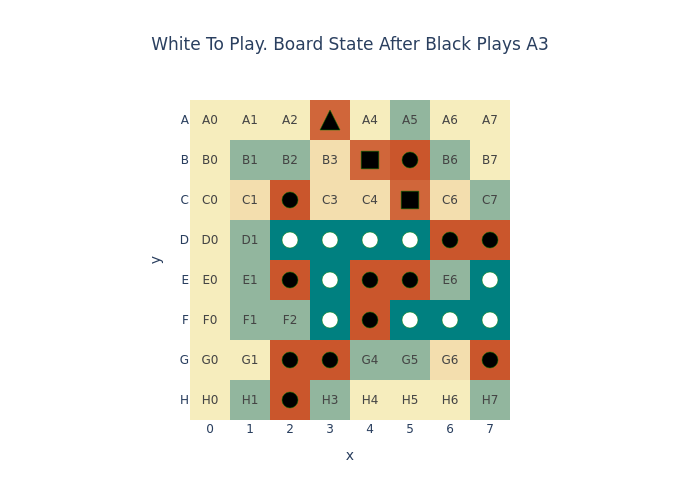 White To Play. Board State After Black Plays A3
A A0 A1 A2 A4 A5 A6 A7
B B0 B1 B2 B3 B6 B7
C C0 C1 C3 C4 C6 C7
D D0 D1
E E0 E1 E6
F F0 F1 F2
G G0 G1 G4 G5 G6
H H0 H1 H3 H4 H5 H6 H7
0 1 2 3 4 5 6 7
x
y